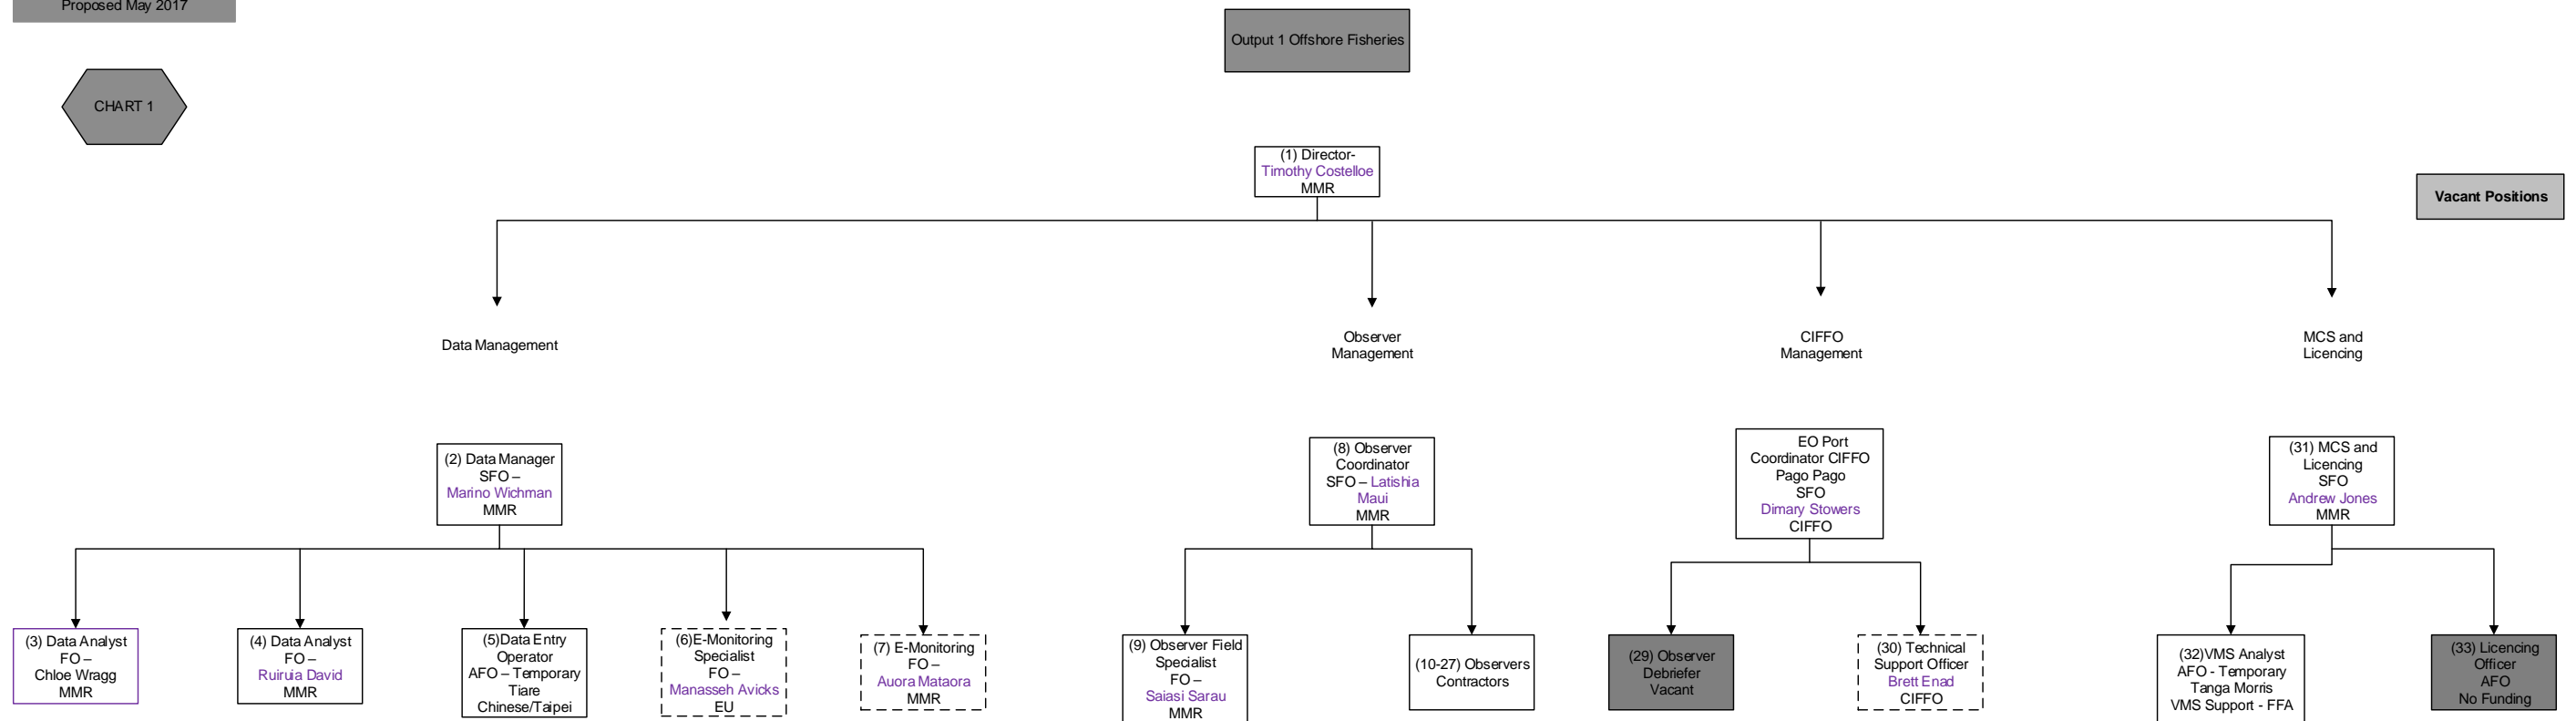 Proposed May 2017
Output 1 Offshore Fisheries
CHART 1
(1) Director-
Timothy Costelloe
MMR
Vacant Positions
Data Management
Observer
Management
CIFFO
Management
MCS and
Licencing
(2) Data Manager
SFO –
Marino Wichman
MMR
(8) Observer
Coordinator
SFO – Latishia
Maui
MMR
EO Port
Coordinator CIFFO
Pago Pago
SFO
Dimary Stowers
CIFFO
(31) MCS and
Licencing
SFO
Andrew Jones
MMR
(3) Data Analyst
FO –
Chloe Wragg
MMR
(4) Data Analyst
FO –
Ruiruia David
MMR
(5)Data Entry
Operator
AFO – Temporary
Tiare
Chinese/Taipei
(6)E-Monitoring
Specialist
FO –
Manasseh Avicks
EU
(7) E-Monitoring
FO –
Auora Mataora
MMR
(9) Observer Field
Specialist
FO –
Saiasi Sarau
MMR
(10-27) Observers
Contractors
(29) Observer
Debriefer
Vacant
(30) Technical
Support Officer
Brett Enad
CIFFO
(32)VMS Analyst
AFO - Temporary
Tanga Morris
VMS Support - FFA
(33) Licencing
Officer
AFO
No Funding